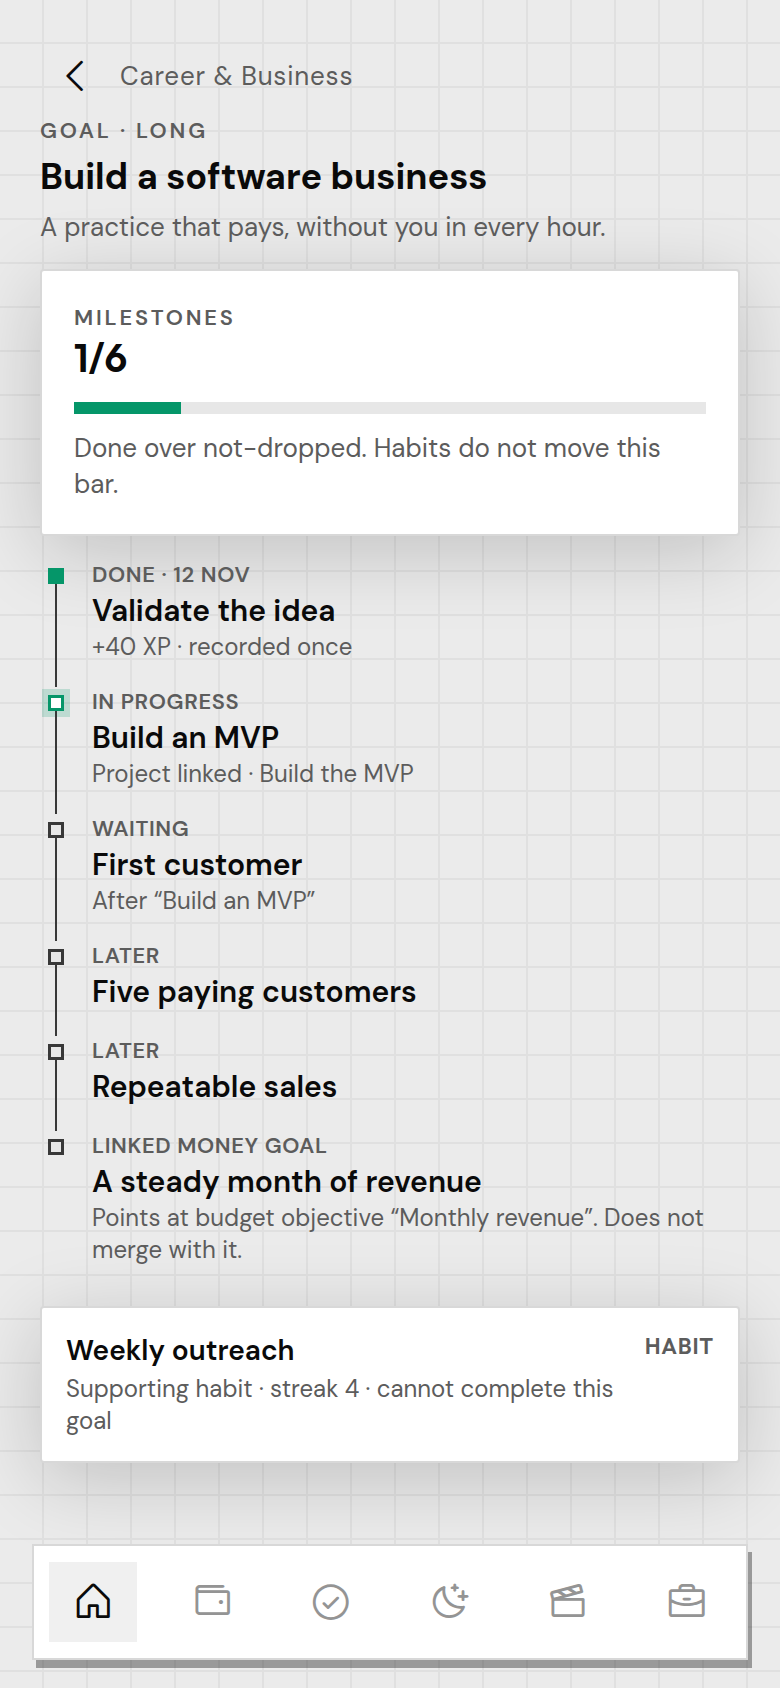 Career & Business
GOAL · LONG
Build a software business
A practice that pays, without you in every hour.
MILESTONES
1/6
Done over not-dropped. Habits do not move this
bar.
DONE · 12 NOV
Validate the idea
+40 XP · recorded once
IN PROGRESS
Build an MVP
Project linked · Build the MVP
WAITING
First customer
After “Build an MVP”
LATER
Five paying customers
LATER
Repeatable sales
LINKED MONEY GOAL
A steady month of revenue
Points at budget objective “Monthly revenue”. Does not
merge with it.
Weekly outreach
HABIT
Supporting habit · streak 4 · cannot complete this
goal